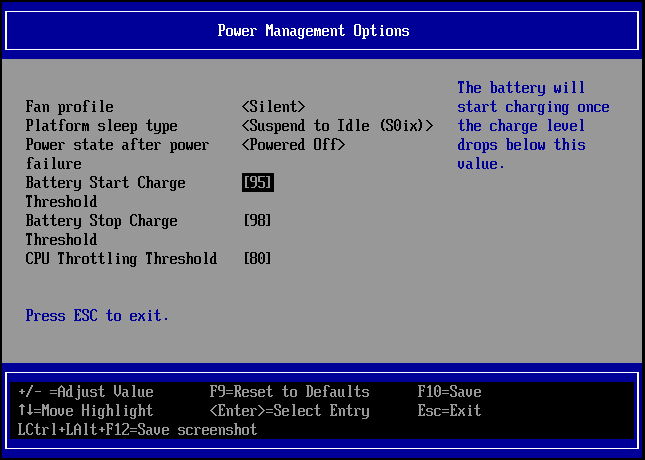 Power Management Options
Fan profile <Silent>
Platform sleep type <Suspend to Idle (S0ix)>
Power state after power <Powered Off>
failure
Battery Start Charge [95]
Threshold
Battery Stop Charge [98]
Threshold
CPU Throttling Threshold [80]
Press ESC to exit.
The battery will
start charging once
the charge level
drops below this
value.
+/- =Adjust Value F9=Reset to Defaults F10=Save
↑↓=Move Highlight <Enter>=Select Entry Esc=Exit
LCtrl+LAlt+F12=Save screenshot